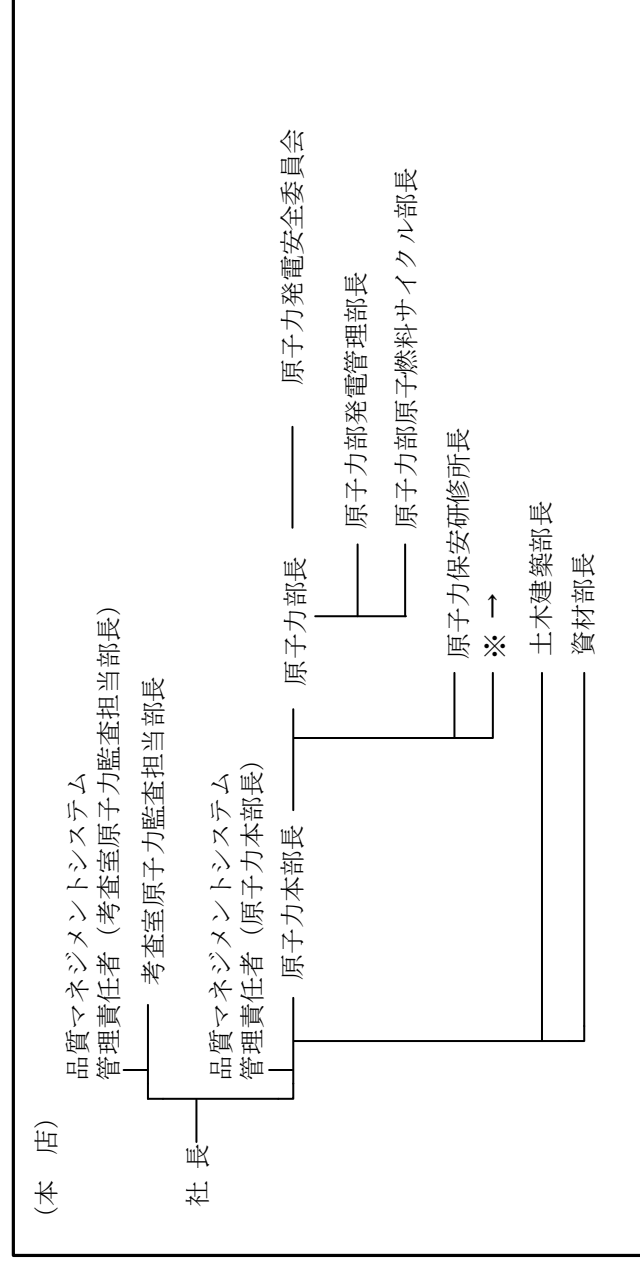 (本　店)
社　長
品質マネジメントシステム
管理責任者（考査室原子力監査担当部長）
考査室原子力監査担当部長
品質マネジメントシステム
管理責任者（原子力本部長）
原子力本部長
原子力部長
原子力発電安全委員会
原子力部発電管理部長
原子力部原子燃料サイクル部長
原子力保安研修所長
※→
土木建築部長
資材部長